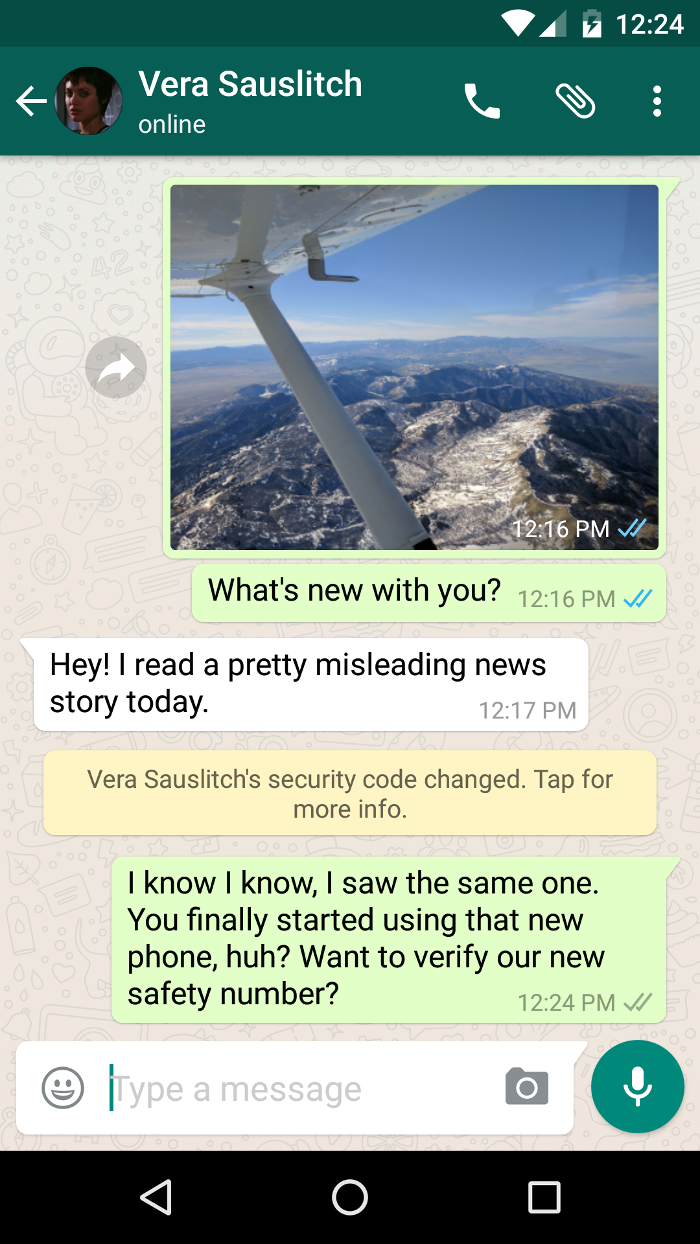 12:24
Vera Sauslitch
online
12:16 PM
What's new with you? 12:16 PM
Hey! I read a pretty misleading news
story today. 12:17 PM
Vera Sauslitch's security code changed. Tap for
more info.
I know I know, I saw the same one.
You finally started using that new
phone, huh? Want to verify our new
safety number? 12:24 PM
Type a message